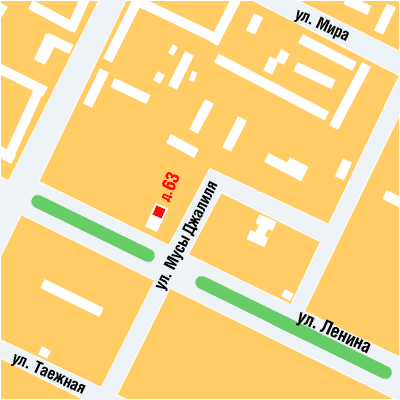 ул. Мира
д.63
ул. Мусы Джалиля
ул. Ленина
ул. Таежная